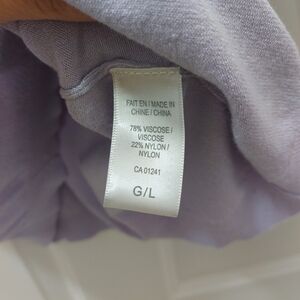 FAIT EN / MADE IN
CHINE / CHINA
78% VISCOSE /
VISCOSE
22% NYLON /
NYLON
CA 01241
G/L